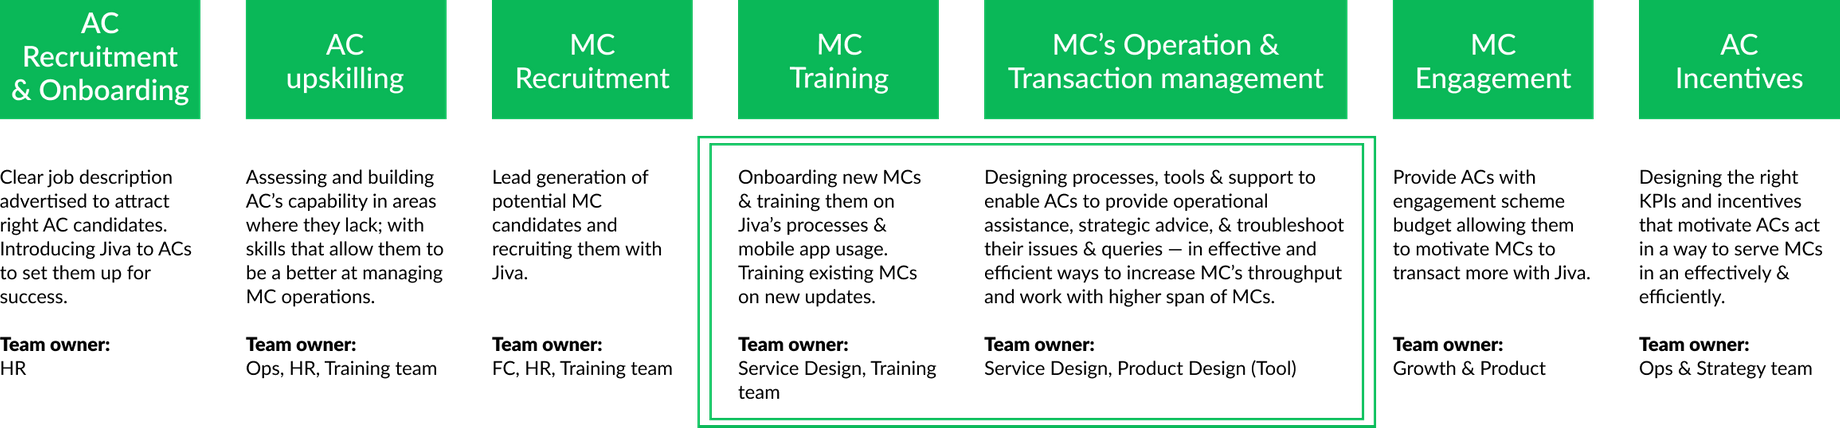 AC
Recruitment
& Onboarding
Clear job description
advertised to attract
right AC candidates.
Introducing Jiva to ACs
to set them up for
success.
Team owner:
HR
AC
upskilling
Assessing and building
AC’s capability in areas
where they lack; with
skills that allow them to
be a better at managing
MC operations.
Team owner:
Ops, HR, Training team
MC
Recruitment
Lead generation of
potential MC
candidates and
recruiting them with
Jiva.
Team owner:
FC, HR, Training team
MC
Training
Onboarding new MCs
& training them on
Jiva’s processes &
mobile app usage.
Training existing MCs
on new updates.
Team owner:
Service Design, Training
team
MC’s Operation &
Transaction management
Designing processes, tools & support to
enable ACs to provide operational
assistance, strategic advice, & troubleshoot
their issues & queries — in effective and
efficient ways to increase MC’s throughput
and work with higher span of MCs.
Team owner:
Service Design, Product Design (Tool)
MC
Engagement
Provide ACs with
engagement scheme
budget allowing them
to motivate MCs to
transact more with Jiva.
Team owner:
Growth & Product
AC
Incentives
Designing the right
KPIs and incentives
that motivate ACs act
in a way to serve MCs
in an effectively &
efficiently.
Team owner:
Ops & Strategy team